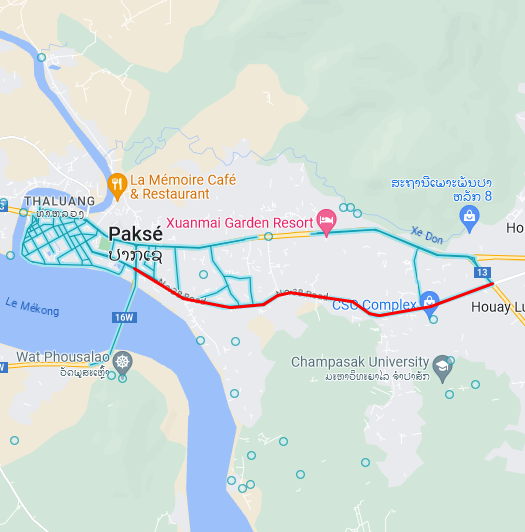 La Mémoire Café
& Restaurant
THALUANG
ທ່າຫລວງ
ສະຖານີເພາະພັນປາ
ຫລັກ 8
Xuanmai Garden Resort
Paksé
ປາກເຊ
Xe Don
Ho
13
No.38 Road
No.38 Road
CSC Complex
Houay Lu
Le Mékong
16W
W
Wat Phousalao
ວັດພູສະເຫຼົ້າ
Champasak University
ມະຫາວິທະຍາໄລ ຈຳປາສັກ